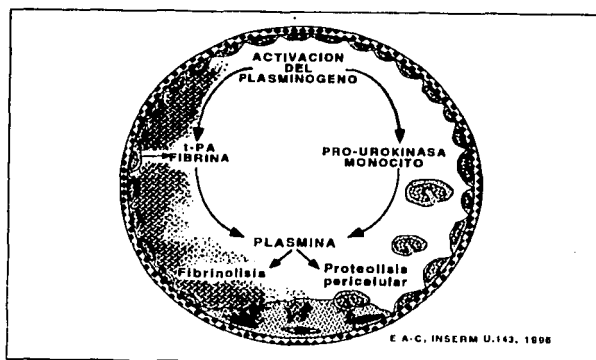 ACTIVACION
DEL
PLASMINOGENO
t-PA
FIBRINA
PRO-UROKINASA
MONOCITO
PLASMINA
Fibrinolisis
Proteolisis
pericelular
E A-C, INSERM U.143, 1996